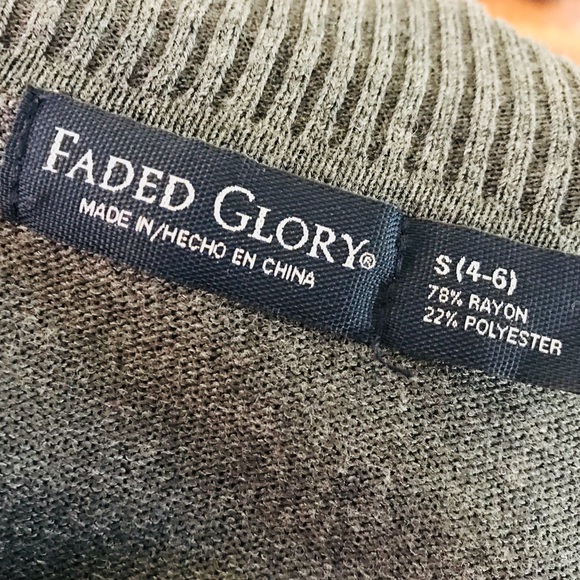 FADED GLORY®
MADE IN/HECHO EN CHINA
S (4-6)
78% RAYON
22% POLYESTER